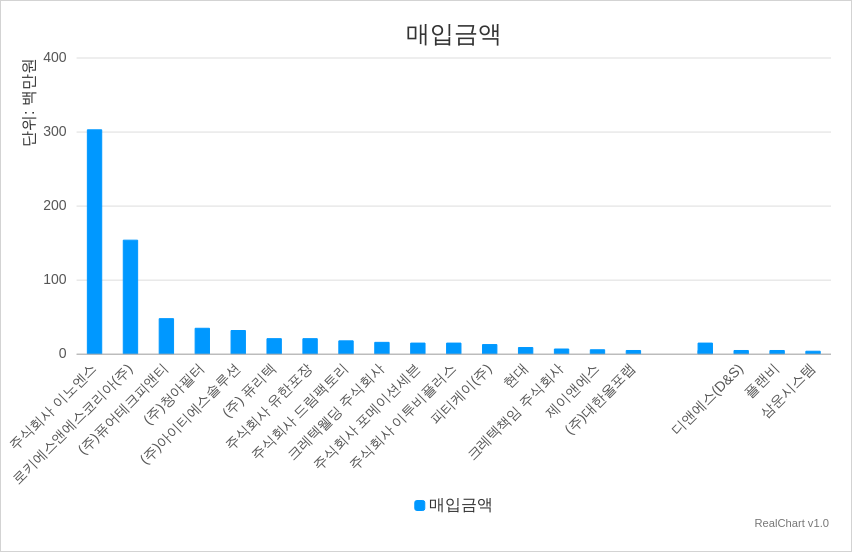 매입금액
단위: 백만원
400
300
200
100
0
주식회사 이노엔스
로키에스앤에스코리아(주)
(주)퓨어테크피앤티
(주)청아필터
(주)아이티에스솔루션
(주) 퓨리텍
주식회사 유한포장
주식회사 드림팩토리
크레텍웰딩 주식회사
주식회사 포메이션세븐
주식회사 이투비플러스
피티케이(주)
현대
크레텍책임 주식회사
제이앤에스
(주)대한올포랩
디앤에스(D&S)
플랜비
삼운시스템
매입금액
RealChart v1.0